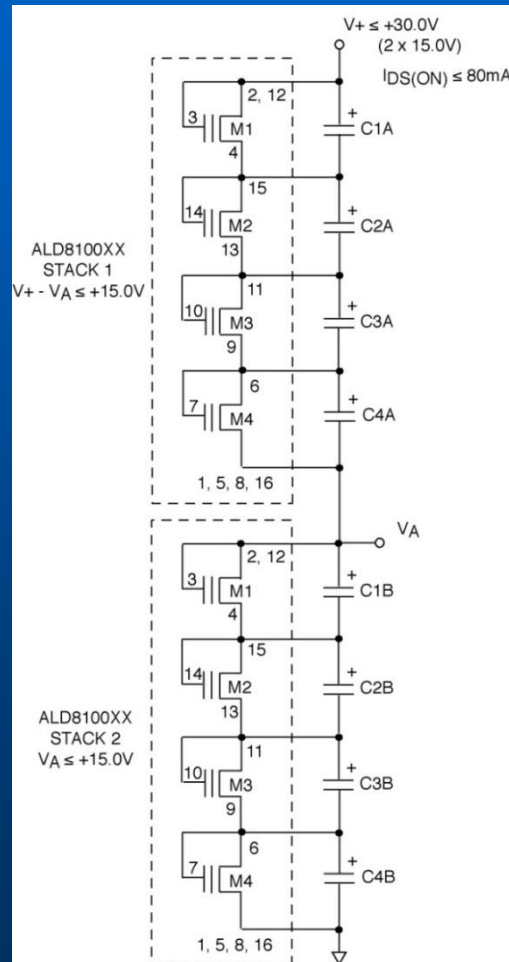 V+ ≤ +30.0V
(2 x 15.0V)
IDS(ON) ≤ 80mA
2, 12
+
3
M1
C1A
4
15
+
14
M2
C2A
13
ALD8100XX
STACK 1
V+ - VA ≤ +15.0V
11
+
10
M3
C3A
9
6
+
7
M4
C4A
1, 5, 8, 16
VA
2, 12
+
3
M1
C1B
4
15
+
14
M2
C2B
13
ALD8100XX
STACK 2
VA ≤ +15.0V
11
+
10
M3
C3B
9
6
+
7
M4
C4B
1, 5, 8, 16